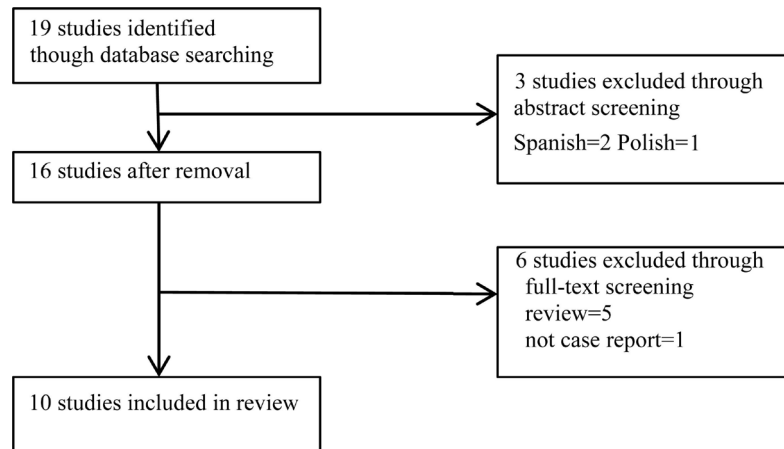 19 studies identified
though database searching
3 studies excluded through
abstract screening
Spanish=2 Polish=1
16 studies after removal
6 studies excluded through
full-text screening
review=5
not case report=1
10 studies included in review